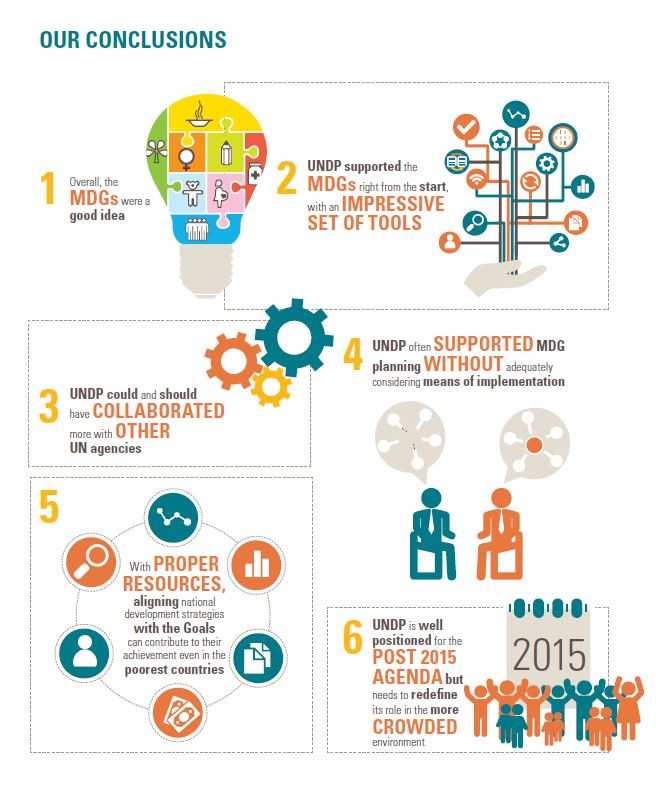 OUR CONCLUSIONS
1
Overall, the
MDGs were a
good idea
2
UNDP supported the
MDGs right from the start,
with an IMPRESSIVE
SET OF TOOLS
3
UNDP could and should
have COLLABORATED
more with OTHER
UN agencies
4
UNDP often SUPPORTED MDG
planning WITHOUT adequately
considering means of implementation
5
With PROPER
RESOURCES,
aligning national
development strategies
with the Goals
can contribute to their
achievement even in the
poorest countries
6
UNDP is well
positioned for the
POST 2015
AGENDA but
needs to redefine
its role in the more
CROWDED
environment
2015